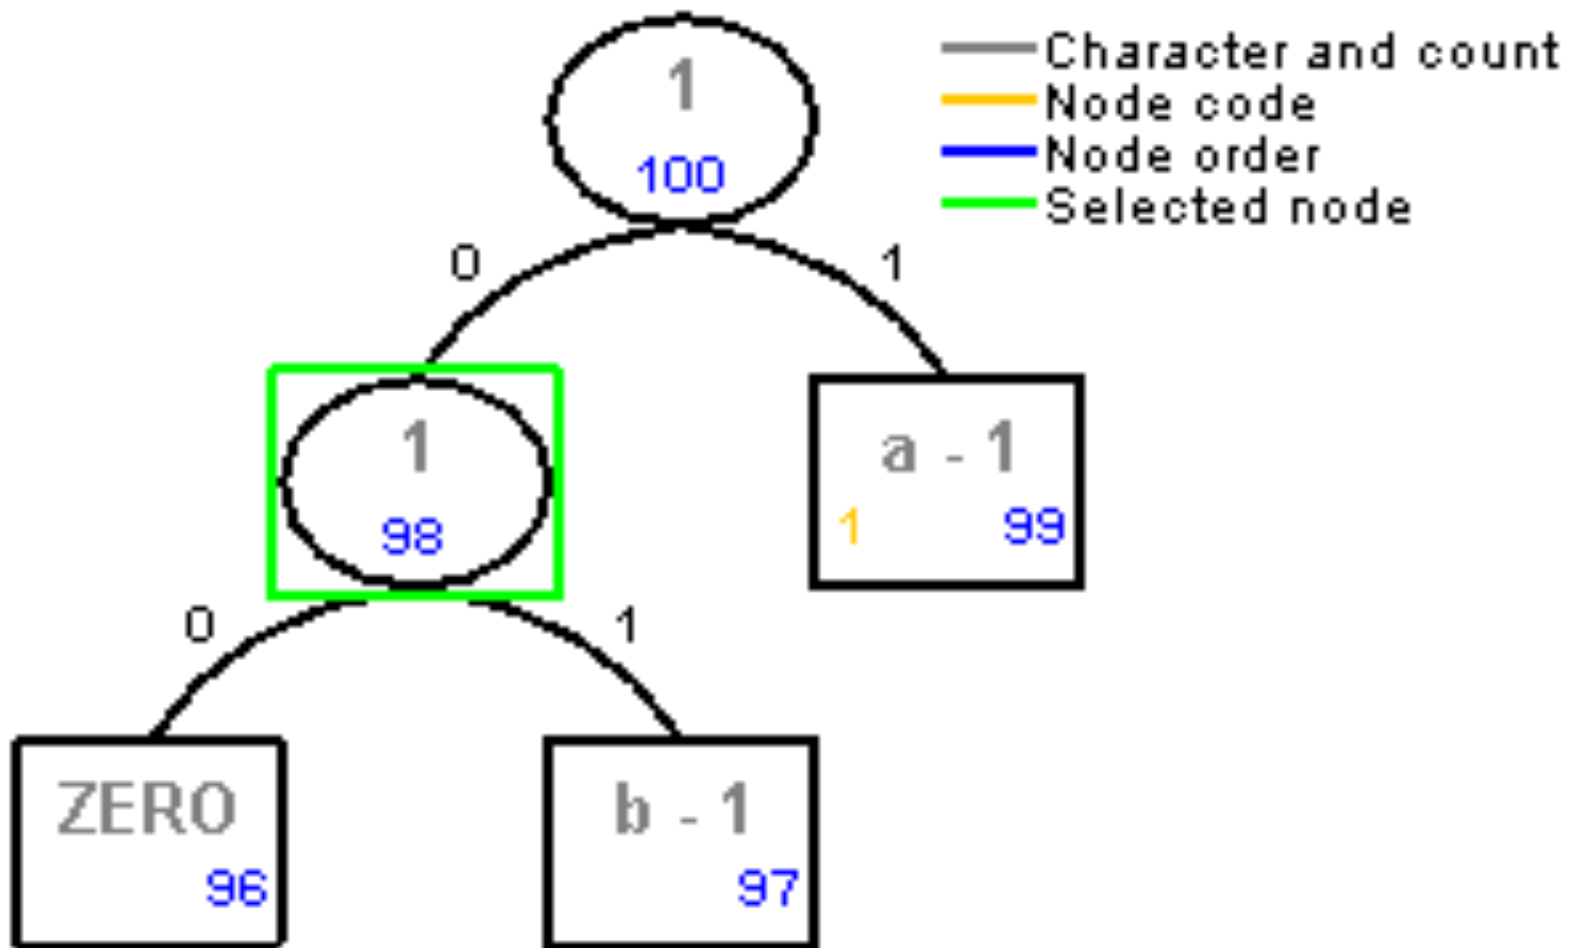 1
100
Character and count
Node code
Node order
Selected node
0 1
1
98
a - 1
1 99
0 1
ZERO
96
b - 1
97